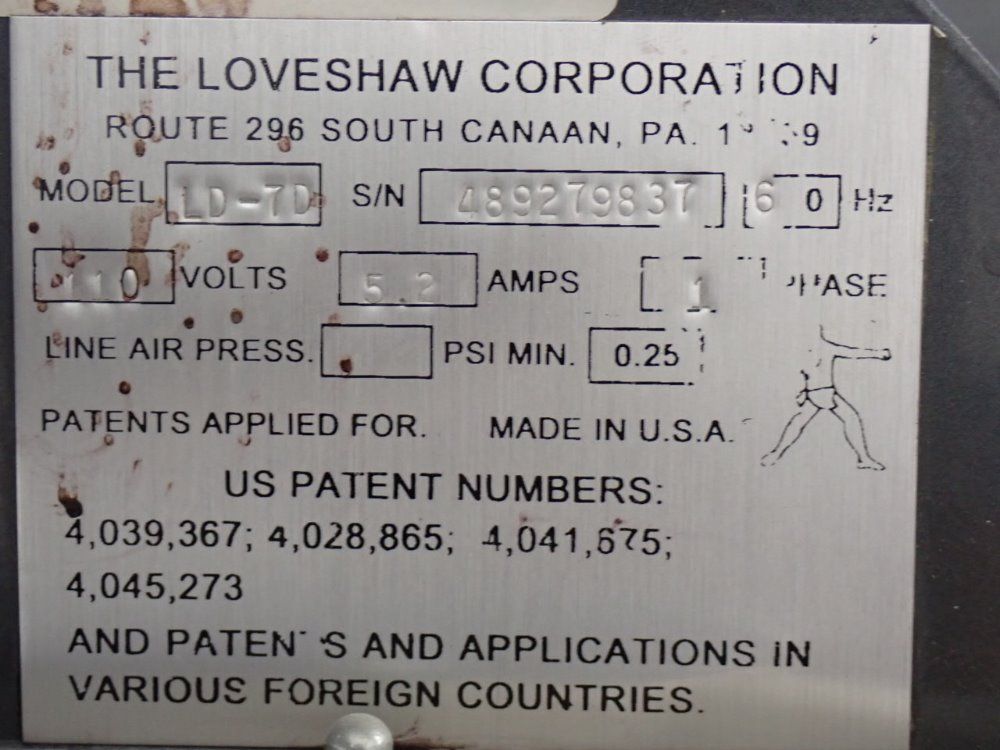 THE LOVESHAW CORPORATION
ROUTE 296 SOUTH CANAAN, PA.
MODEL LD-7D S/N 489279837 60 Hz
110 VOLTS 5.2 AMPS 1 PHASE
LINE AIR PRESS. PSI MIN. 0.25
PATENTS APPLIED FOR. MADE IN U.S.A.
US PATENT NUMBERS:
4,039,367; 4,028,865; 4,041,675;
4,045,273
AND PATENTS AND APPLICATIONS IN
VARIOUS FOREIGN COUNTRIES.